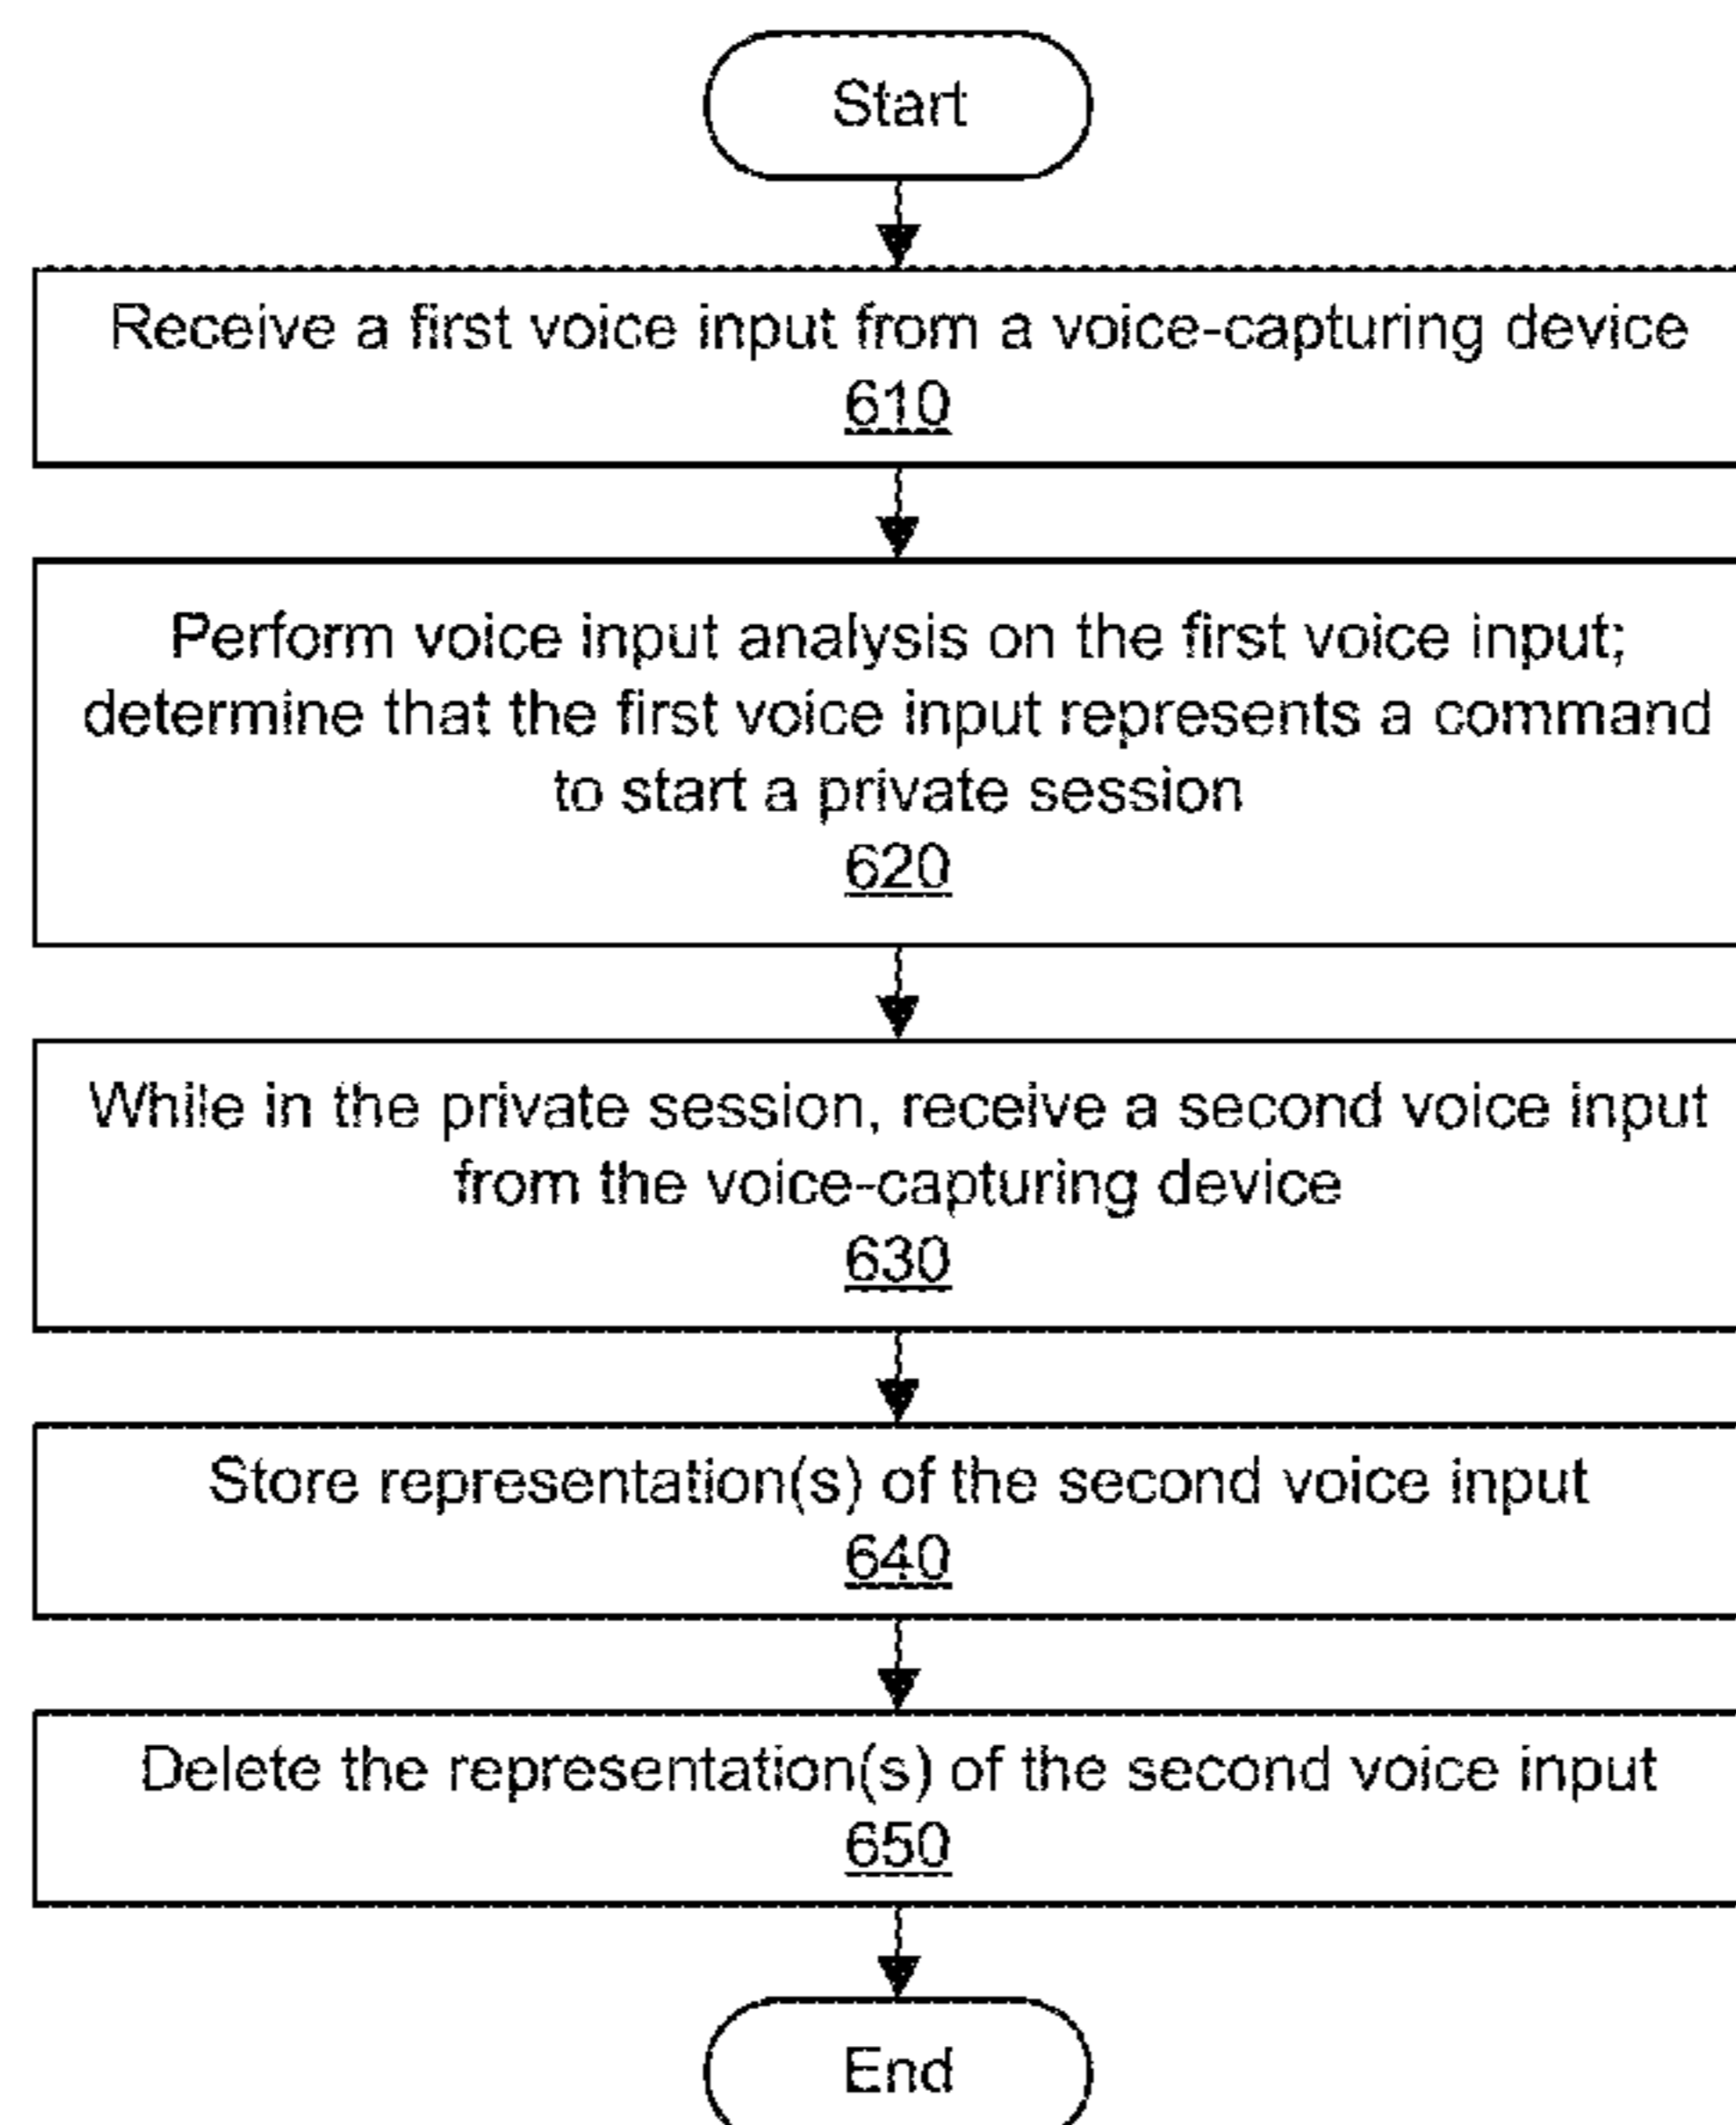 Start
Receive a first voice input from a voice-capturing device
610
Perform voice input analysis on the first voice input;
determine that the first voice input represents a command
to start a private session
620
While in the private session, receive a second voice input
from the voice-capturing device
630
Store representation(s) of the second voice input
640
Delete the representation(s) of the second voice input
650
End